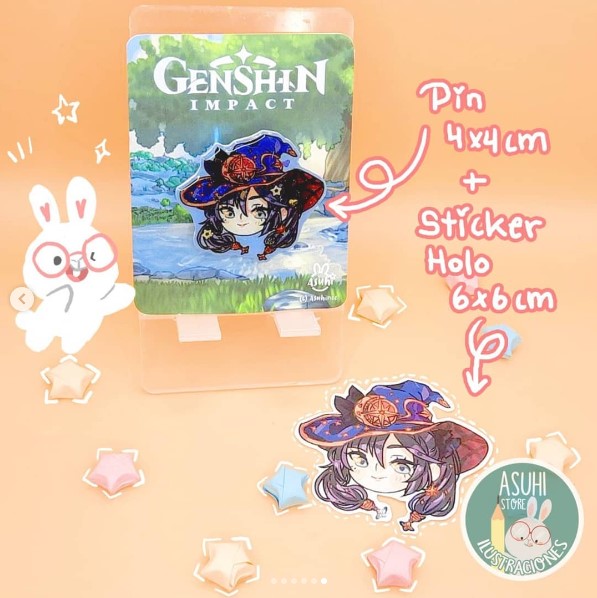 GENSHIN
IMPACT
Asuhi
Pin
4x4cm
+
Sticker
Holo
6x6cm
ASUHI
STORE
ILUSTRACIONES